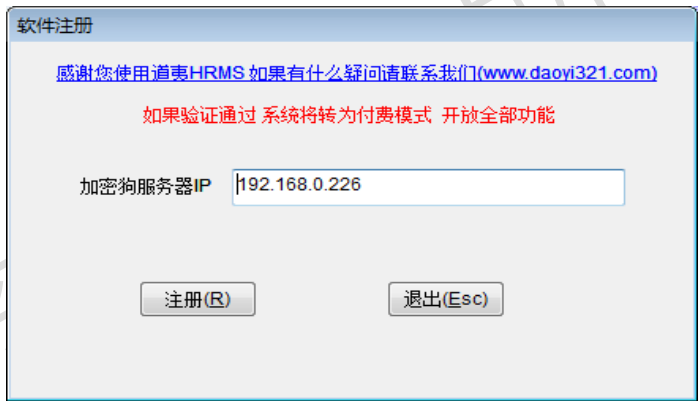 软件注册
感谢您使用道夷HRMS 如果有什么疑问请联系我们(www.daoyi321.com)
如果验证通过 系统将转为付费模式 开放全部功能
加密狗服务器IP 192.168.0.226
注册(R) 退出(Esc)